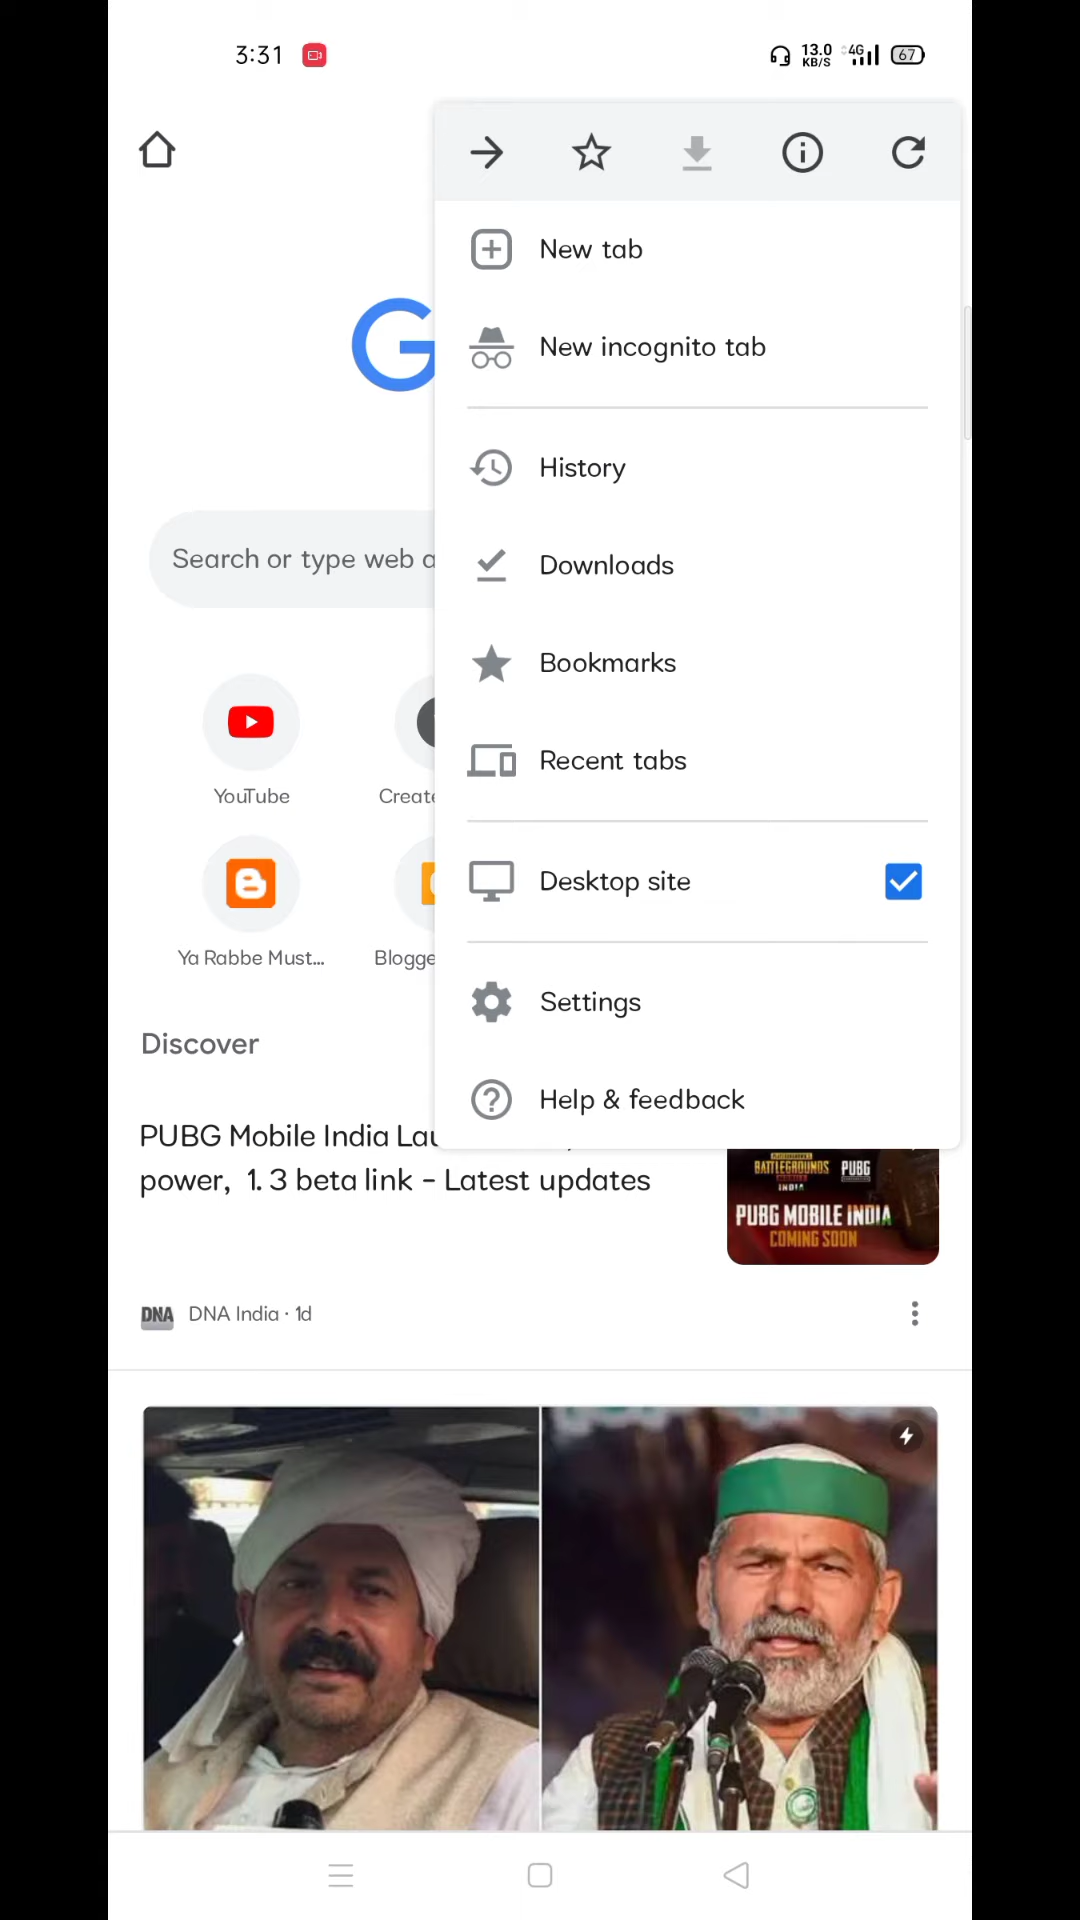 3:31
13.0
KB/S
4G
67
New tab
New incognito tab
G
History
Search or type web a
Downloads
Bookmarks
Recent tabs
YouTube
Create
Desktop site
Ya Rabbe Must...
Blogge
Settings
Discover
Help & feedback
PUBG Mobile India Lau
power, 1. 3 beta link – Latest updates
BATTLEGROUNDS
INDIA
PUBG
PUBG MOBILE INDIA
COMING SOON
DNA DNA India · 1d